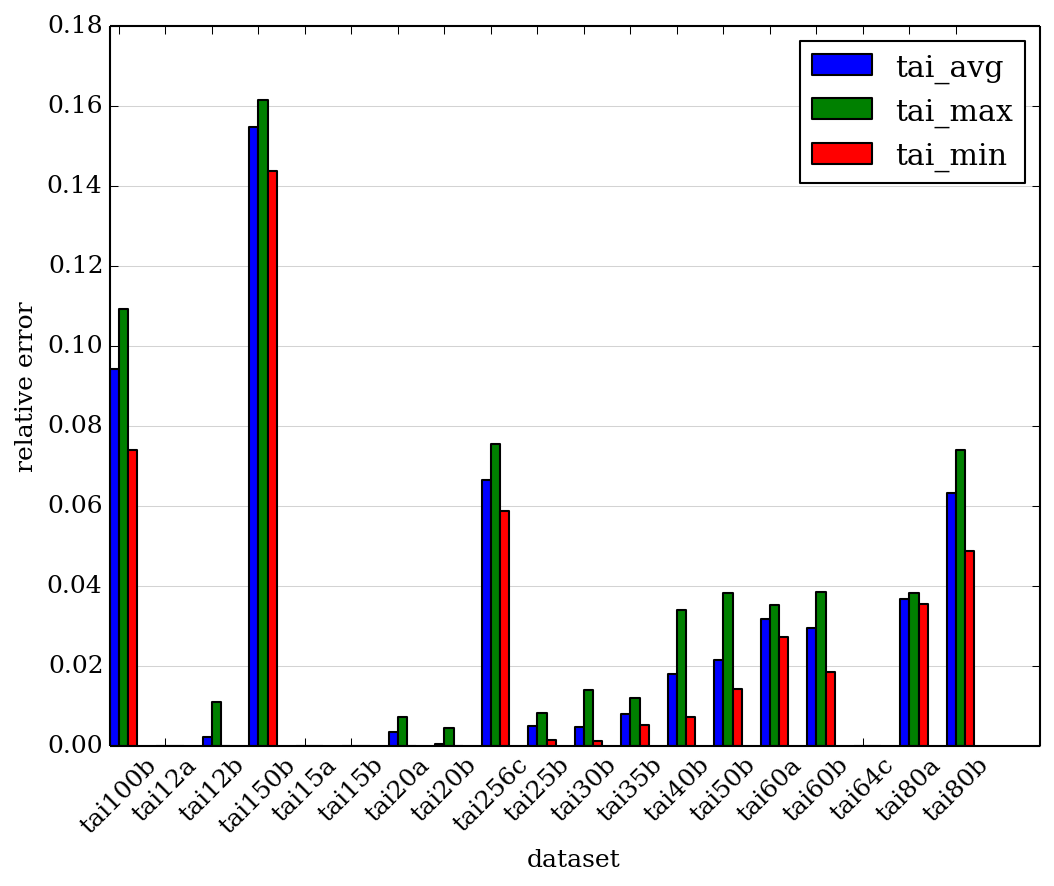 0.18
0.16
0.14
0.12
0.10
0.08
0.06
0.04
0.02
0.00
relative error
tai_avg
tai_max
tai_min
tai100b
tai12a
tai12b
tai150b
tai15a
tai15b
tai20a
tai20b
tai256c
tai25b
tai30b
tai35b
tai40b
tai50b
tai60a
tai60b
tai64c
tai80a
tai80b
dataset